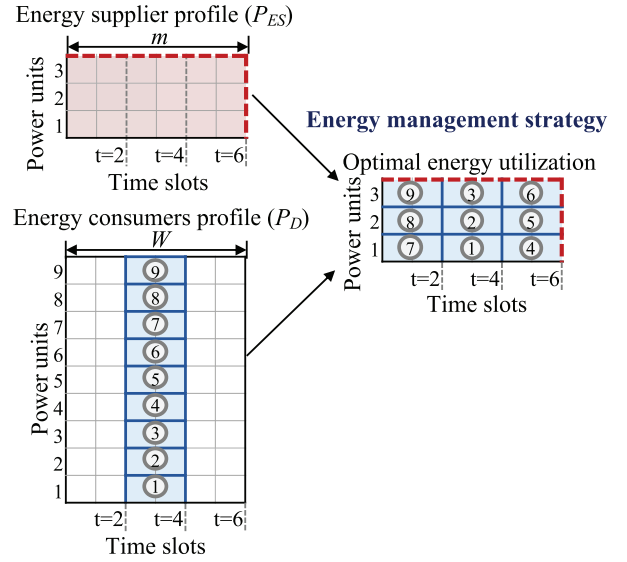 Energy supplier profile (P_ES)
m
Power units
3
2
1
t=2 t=4 t=6
Time slots
Energy consumers profile (P_D)
W
Power units
9 ⑨
8 ⑧
7 ⑦
6 ⑥
5 ⑤
4 ④
3 ③
2 ②
1 ①
t=2 t=4 t=6
Time slots
Energy management strategy
Optimal energy utilization
Power units
3 ⑨ ③ ⑥
2 ⑧ ② ⑤
1 ⑦ ① ④
t=2 t=4 t=6
Time slots